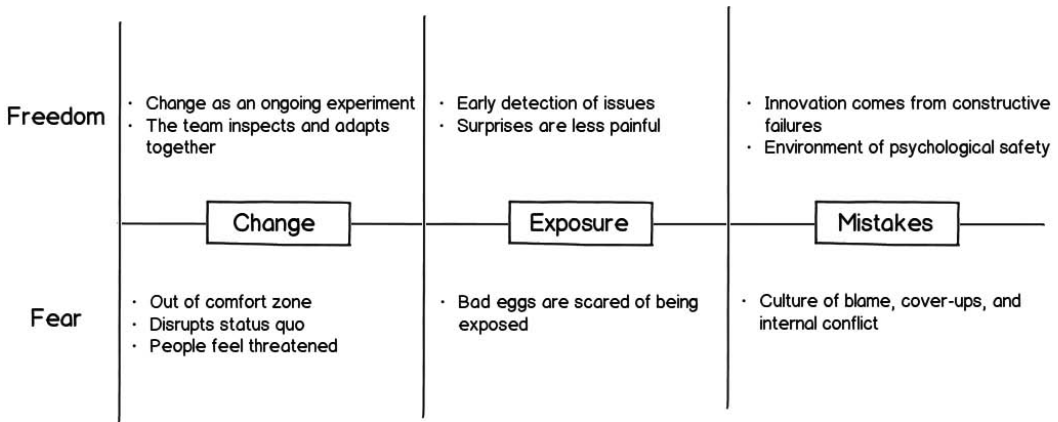 Freedom
· Change as an ongoing experiment
· The team inspects and adapts
together
· Early detection of issues
· Surprises are less painful
· Innovation comes from constructive
failures
· Environment of psychological safety
Change
Exposure
Mistakes
Fear
· Out of comfort zone
· Disrupts status quo
· People feel threatened
· Bad eggs are scared of being
exposed
· Culture of blame, cover-ups, and
internal conflict